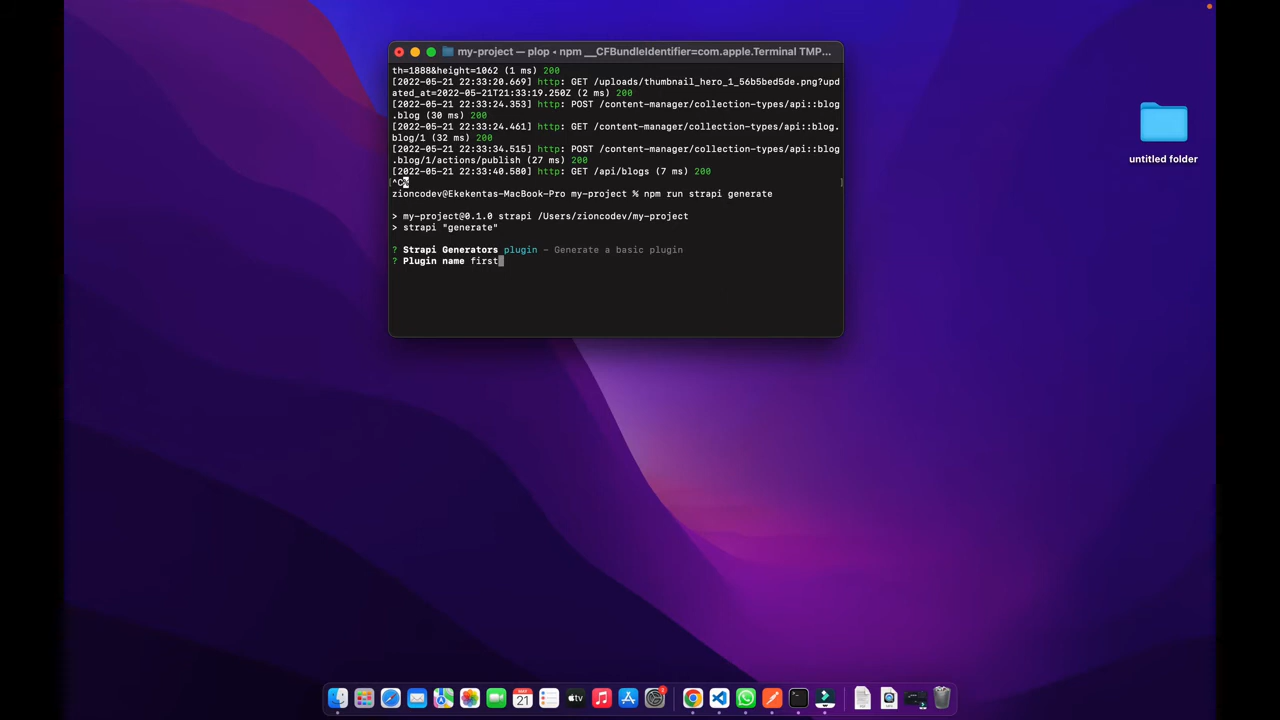 my-project — plop ◂ npm __CFBundleIdentifier=com.apple.Terminal TMP...
th=1888&height=1062 (1 ms) 200
[2022-05-21 22:33:20.669] http: GET /uploads/thumbnail_hero_1_56b5bed5de.png?upd
ated_at=2022-05-21T21:33:19.250Z (2 ms) 200
[2022-05-21 22:33:24.353] http: POST /content-manager/collection-types/api::blog
.blog (30 ms) 200
[2022-05-21 22:33:24.461] http: GET /content-manager/collection-types/api::blog.
blog/1 (32 ms) 200
[2022-05-21 22:33:34.515] http: POST /content-manager/collection-types/api::blog
.blog/1/actions/publish (27 ms) 200
[2022-05-21 22:33:40.580] http: GET /api/blogs (7 ms) 200
^C%
zioncodev@Ekekentas-MacBook-Pro my-project % npm run strapi generate
> my-project@0.1.0 strapi /Users/zioncodev/my-project
> strapi "generate"
? Strapi Generators plugin - Generate a basic plugin
? Plugin name first
untitled folder
tv
21